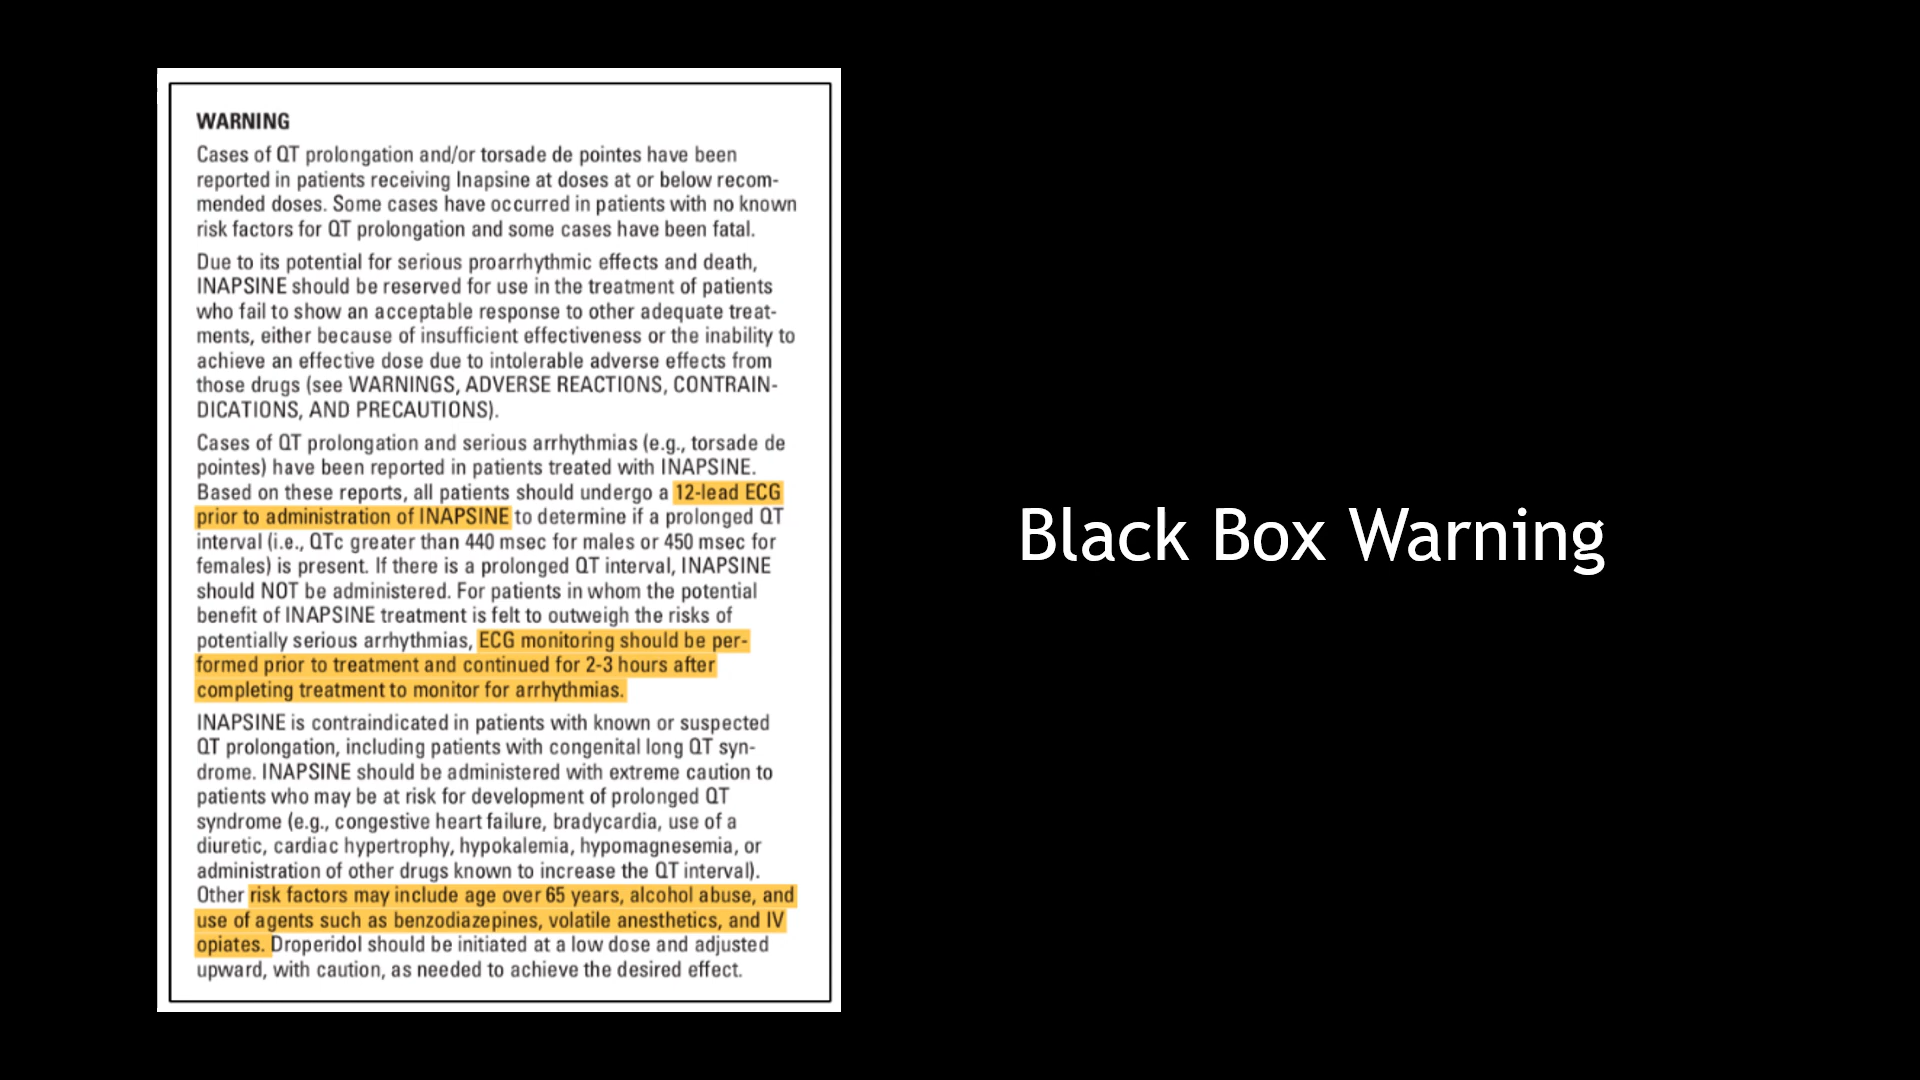 WARNING
Cases of QT prolongation and/or torsade de pointes have been
reported in patients receiving Inapsine at doses at or below recom-
mended doses. Some cases have occurred in patients with no known
risk factors for QT prolongation and some cases have been fatal.
Due to its potential for serious proarrhythmic effects and death,
INAPSINE should be reserved for use in the treatment of patients
who fail to show an acceptable response to other adequate treat-
ments, either because of insufficient effectiveness or the inability to
achieve an effective dose due to intolerable adverse effects from
those drugs (see WARNINGS, ADVERSE REACTIONS, CONTRAIN-
DICATIONS, AND PRECAUTIONS).
Cases of QT prolongation and serious arrhythmias (e.g., torsade de
pointes) have been reported in patients treated with INAPSINE.
Based on these reports, all patients should undergo a 12-lead ECG
prior to administration of INAPSINE to determine if a prolonged QT
interval (i.e., QTc greater than 440 msec for males or 450 msec for
females) is present. If there is a prolonged QT interval, INAPSINE
should NOT be administered. For patients in whom the potential
benefit of INAPSINE treatment is felt to outweigh the risks of
potentially serious arrhythmias, ECG monitoring should be per-
formed prior to treatment and continued for 2-3 hours after
completing treatment to monitor for arrhythmias.
INAPSINE is contraindicated in patients with known or suspected
QT prolongation, including patients with congenital long QT syn-
drome. INAPSINE should be administered with extreme caution to
patients who may be at risk for development of prolonged QT
syndrome (e.g., congestive heart failure, bradycardia, use of a
diuretic, cardiac hypertrophy, hypokalemia, hypomagnesemia, or
administration of other drugs known to increase the QT interval).
Other risk factors may include age over 65 years, alcohol abuse, and
use of agents such as benzodiazepines, volatile anesthetics, and IV
opiates. Droperidol should be initiated at a low dose and adjusted
upward, with caution, as needed to achieve the desired effect.
Black Box Warning